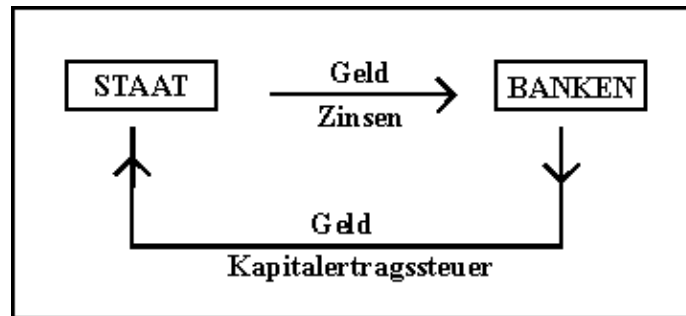 STAAT
Geld
Zinsen
BANKEN
Geld
Kapitalertragssteuer